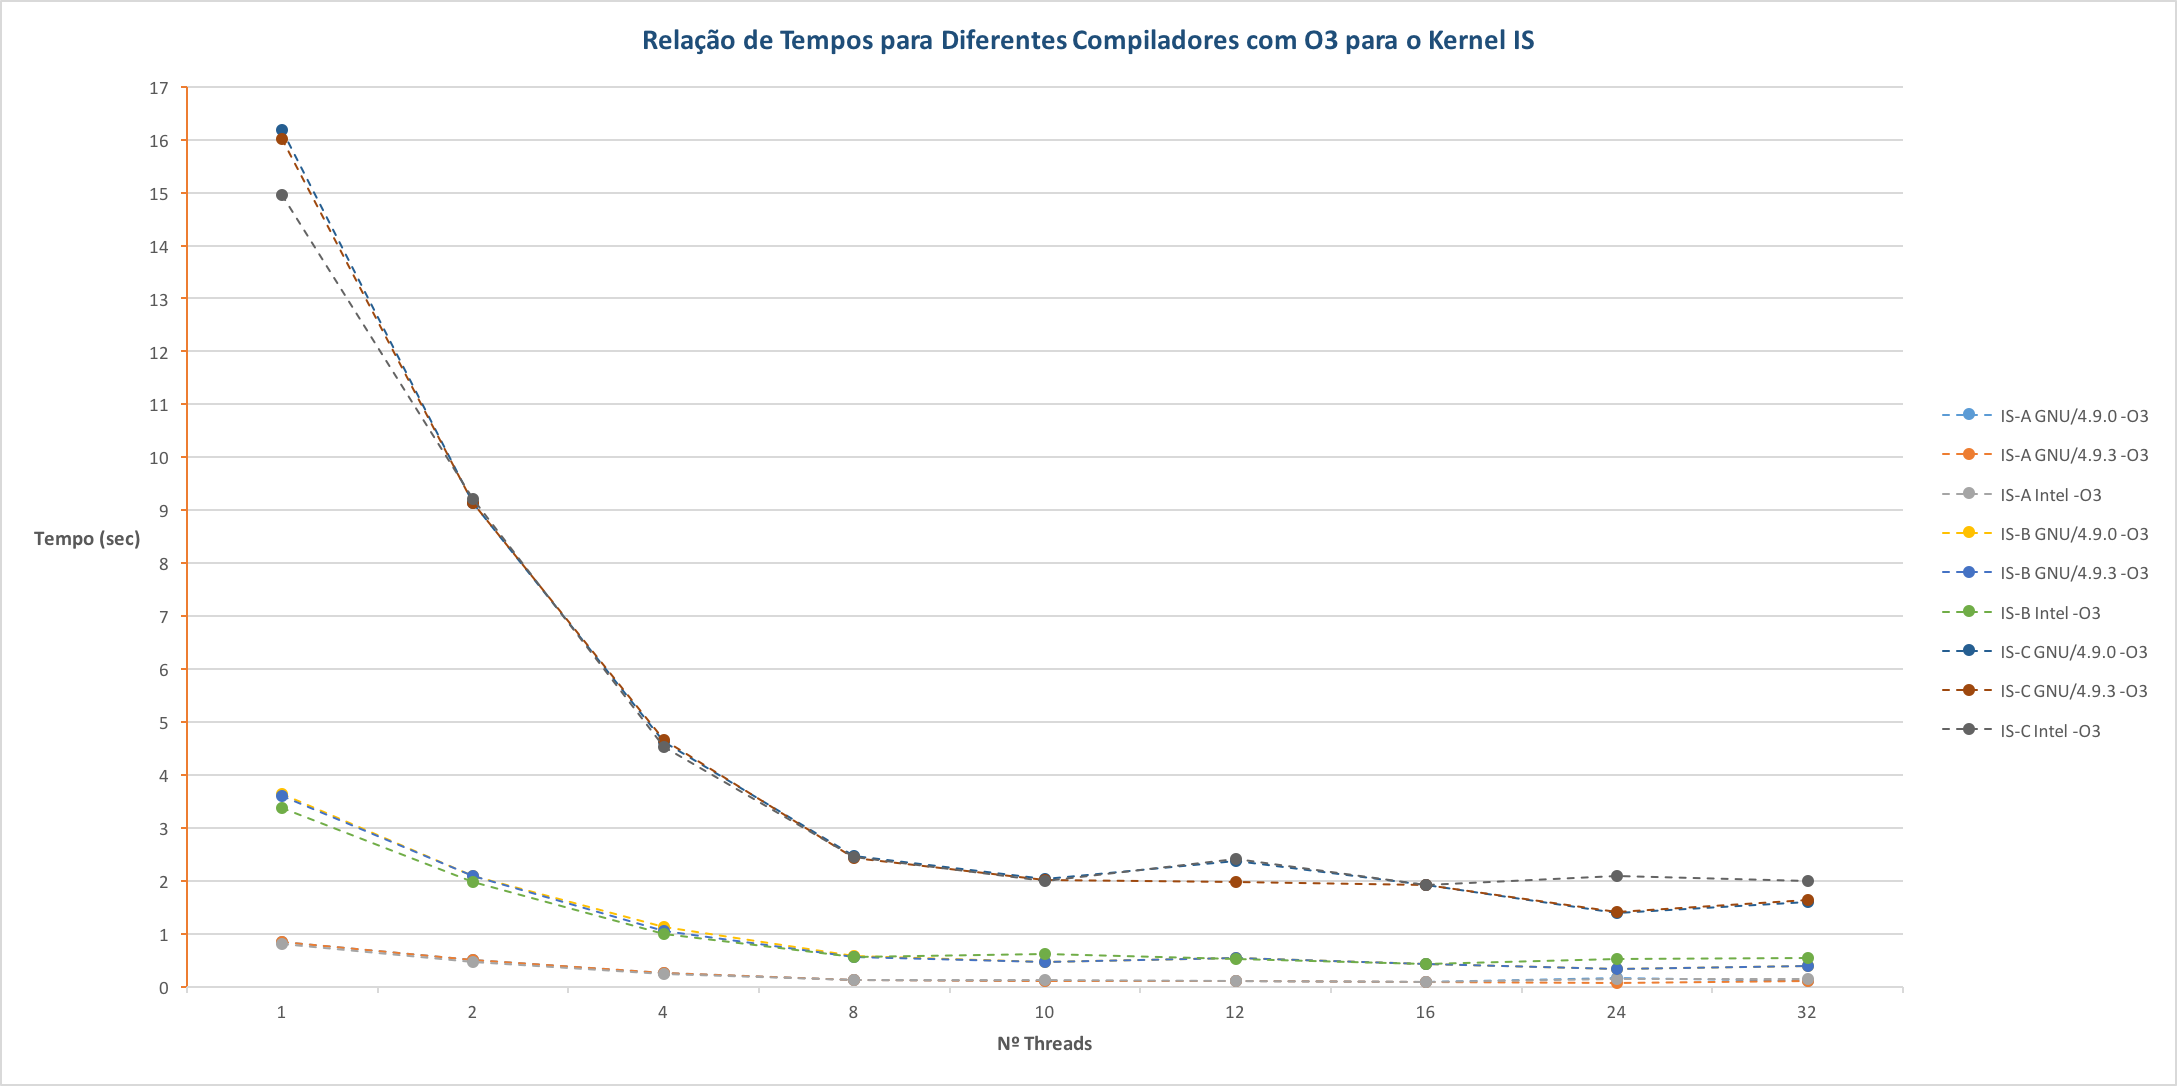 Relação de Tempos para Diferentes Compiladores com O3 para o Kernel IS
17
16
15
14
13
12
11
10
9
8
7
6
5
4
3
2
1
0
Tempo (sec)
1 2 4 8 10 12 16 24 32
Nº Threads
IS-A GNU/4.9.0 -O3
IS-A GNU/4.9.3 -O3
IS-A Intel -O3
IS-B GNU/4.9.0 -O3
IS-B GNU/4.9.3 -O3
IS-B Intel -O3
IS-C GNU/4.9.0 -O3
IS-C GNU/4.9.3 -O3
IS-C Intel -O3